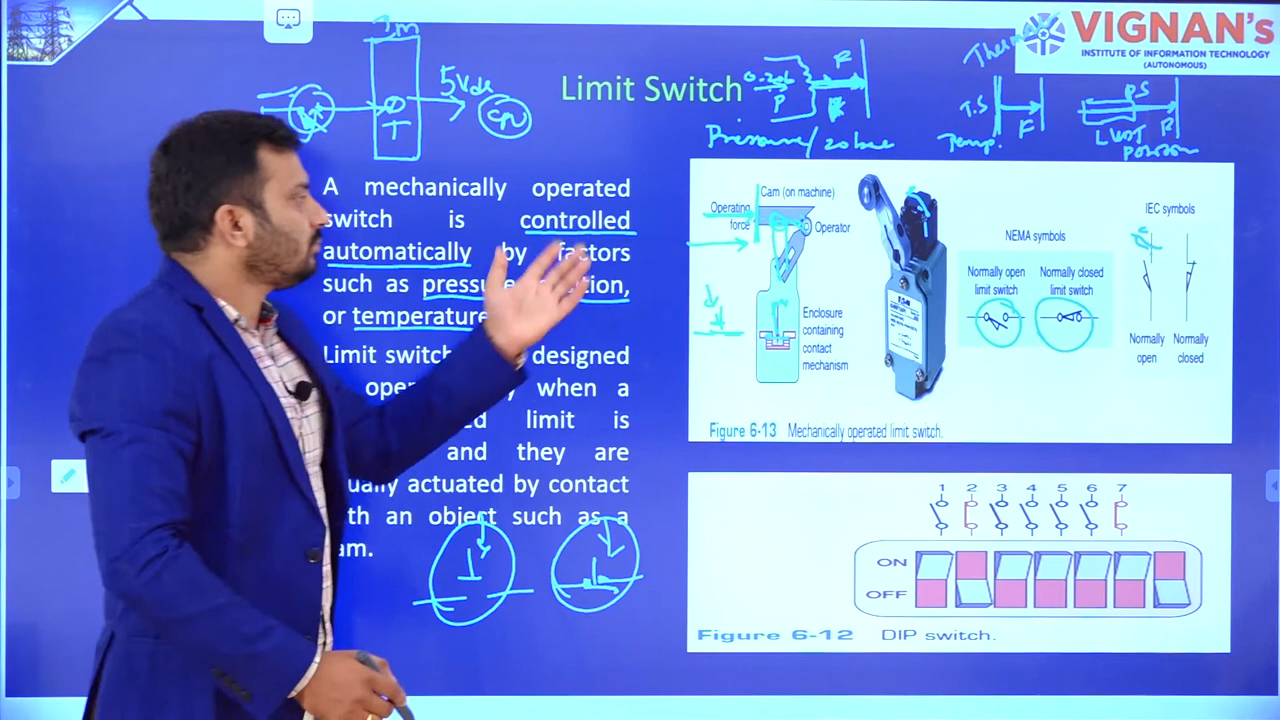 VIGNAN's
INSTITUTE OF INFORMATION TECHNOLOGY
(AUTONOMOUS)
3m
5Vdc
CPU
T
Limit Switch
P
F
Pressure/
T.S
F
Temp.
PS
LVDT
Position
A mechanically operated
switch is controlled
automatically by factors
such as
or temperature
Limit designed
when a
limit is
and they are
actuated by contact
an object such as a
Cam (on machine)
Operating
force
Operator
Enclosure
containing
contact
mechanism
NEMA symbols
Normally open
limit switch
Normally closed
limit switch
IEC symbols
Normally
open
Normally
closed
Figure 6-13 Mechanically operated limit switch.
1 2 3 4 5 6 7
ON
OFF
Figure 6-12 DIP switch.